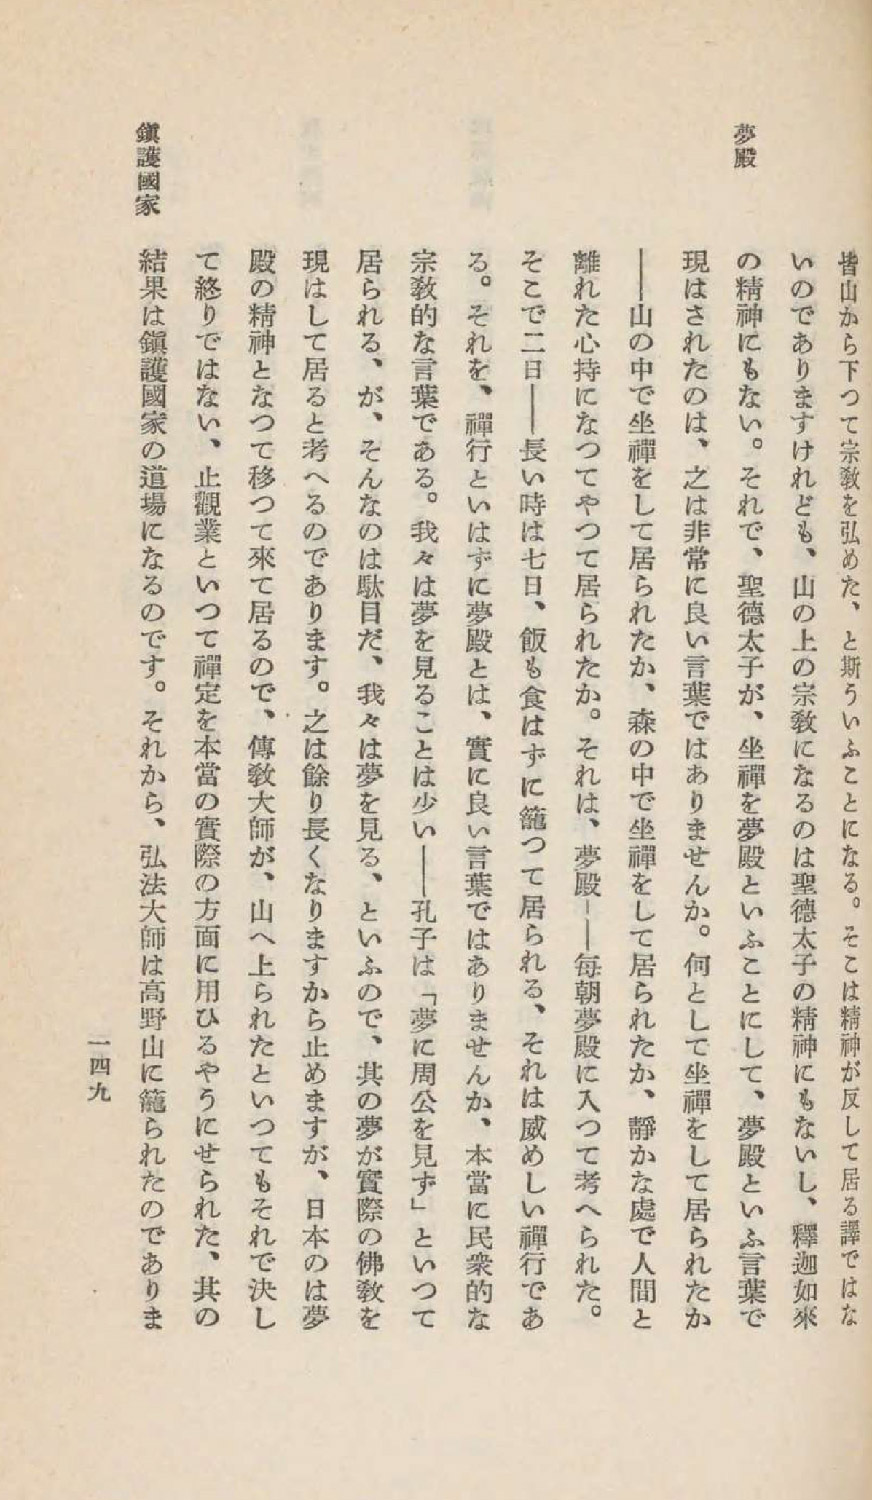 皆山から下つて宗教を弘めた、と斯ういふことになる。そこは精神が反して居る譯ではな
いのでありますけれども、山の上の宗教になるのは聖德太子の精神にもないし、釋迦如來
夢殿
の精神にもない。それで、聖德太子が、坐禪を夢殿といふことにして、夢殿といふ言葉で
現はされたのは、之は非常に良い言葉ではありませんか。何として坐禪をして居られたか
――山の中で坐禪をして居られたか、森の中で坐禪をして居られたか、靜かな處で人間と
離れた心持になつてやつて居られたか。それは、夢殿――每朝夢殿に入つて考へられた。
そこで二日――長い時は七日、飯も食はずに籠つて居られる、それは威めしい禪行であ
る。それを、禪行といはずに夢殿とは、實に良い言葉ではありませんか、本當に民衆的な
宗教的な言葉である。我々は夢を見ることは少い――孔子は「夢に周公を見ず」といつて
居られる、が、そんなのは駄目だ、我々は夢を見る、といふので、其の夢が實際の佛教を
現はして居ると考へるのであります。之は餘り長くなりますから止めますが、日本のは夢
殿の精神となつて移つて來て居るので、傳教大師が、山へ上られたといつてもそれで決し
て終りではない、止觀業といつて禪定を本當の實際の方面に用ひるやうにせられた、其の
鎭護國家
結果は鎭護國家の道場になるのです。それから、弘法大師は高野山に籠られたのでありま
一四九